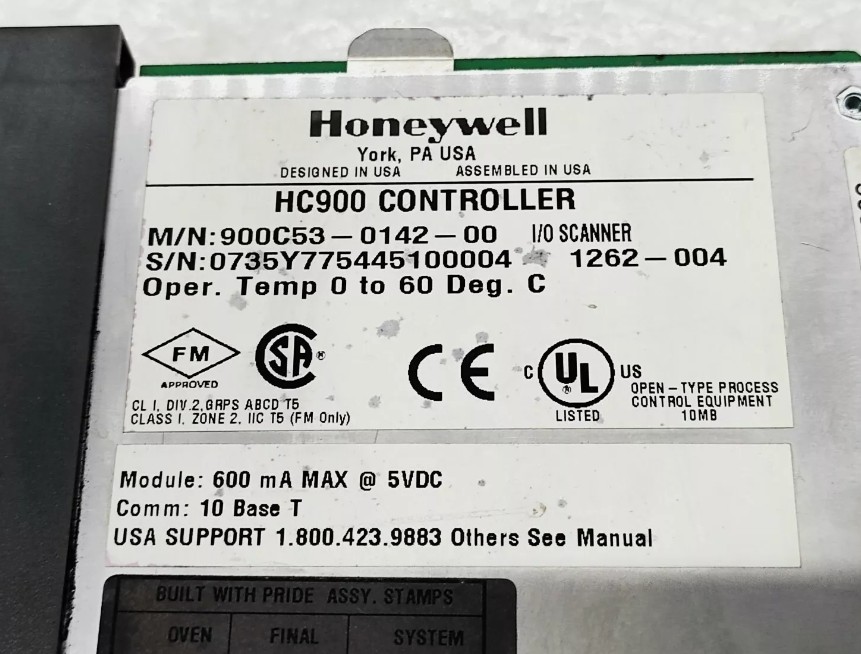 Honeywell
York, PA USA
DESIGNED IN USA ASSEMBLED IN USA
HC900 CONTROLLER
M/N:900C53-0142-00 I/O SCANNER
S/N:0735Y775445100004 1262-004
Oper. Temp 0 to 60 Deg. C
FM
APPROVED
SA ®
CE
C UL ® US
LISTED
CL I, DIV.2,GRPS ABCD T5
CLASS I, ZONE 2, IIC T5 (FM Only)
OPEN-TYPE PROCESS
CONTROL EQUIPMENT
10MB
Module: 600 mA MAX @ 5VDC
Comm: 10 Base T
USA SUPPORT 1.800.423.9883 Others See Manual
BUILT WITH PRIDE ASSY. STAMPS
OVEN FINAL SYSTEM